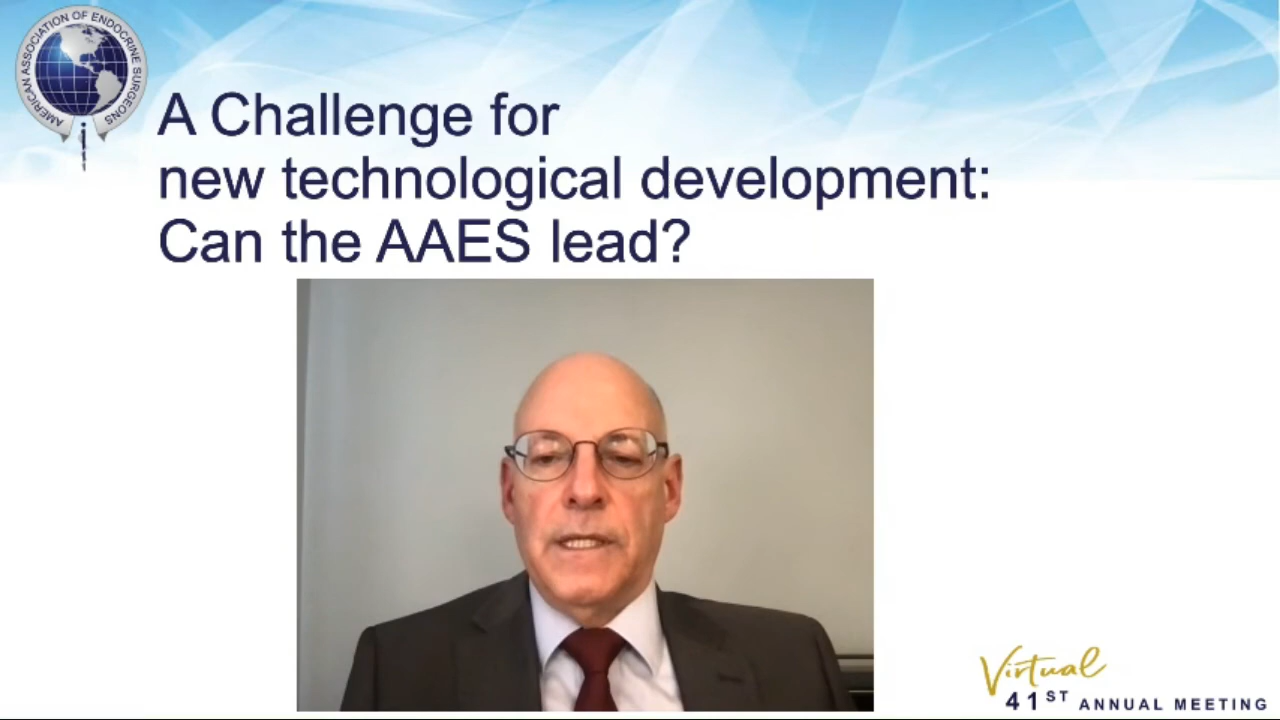 AMERICAN ASSOCIATION OF ENDOCRINE SURGEONS
A Challenge for
new technological development:
Can the AAES lead?
Virtual
41ST ANNUAL MEETING